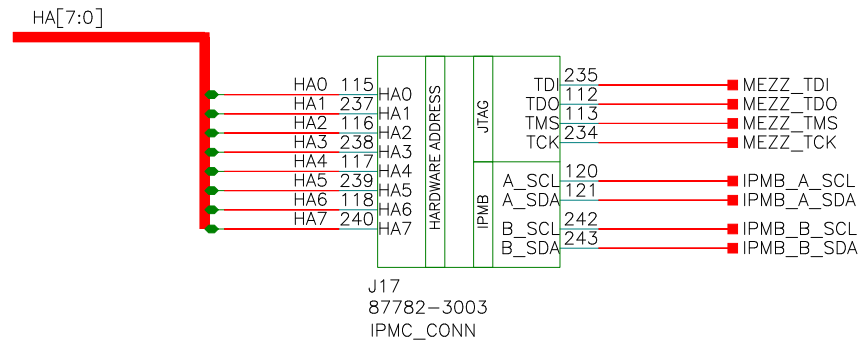 HA[7:0]
HA0 115 HA0
HA1 237 HA1
HA2 116 HA2
HA3 238 HA3
HA4 117 HA4
HA5 239 HA5
HA6 118 HA6
HA7 240 HA7
HARDWARE ADDRESS
JTAG
TDI 235 MEZZ_TDI
TDO 112 MEZZ_TDO
TMS 113 MEZZ_TMS
TCK 234 MEZZ_TCK
IPMB
A_SCL 120 IPMB_A_SCL
A_SDA 121 IPMB_A_SDA
B_SCL 242 IPMB_B_SCL
B_SDA 243 IPMB_B_SDA
J17
87782-3003
IPMC_CONN